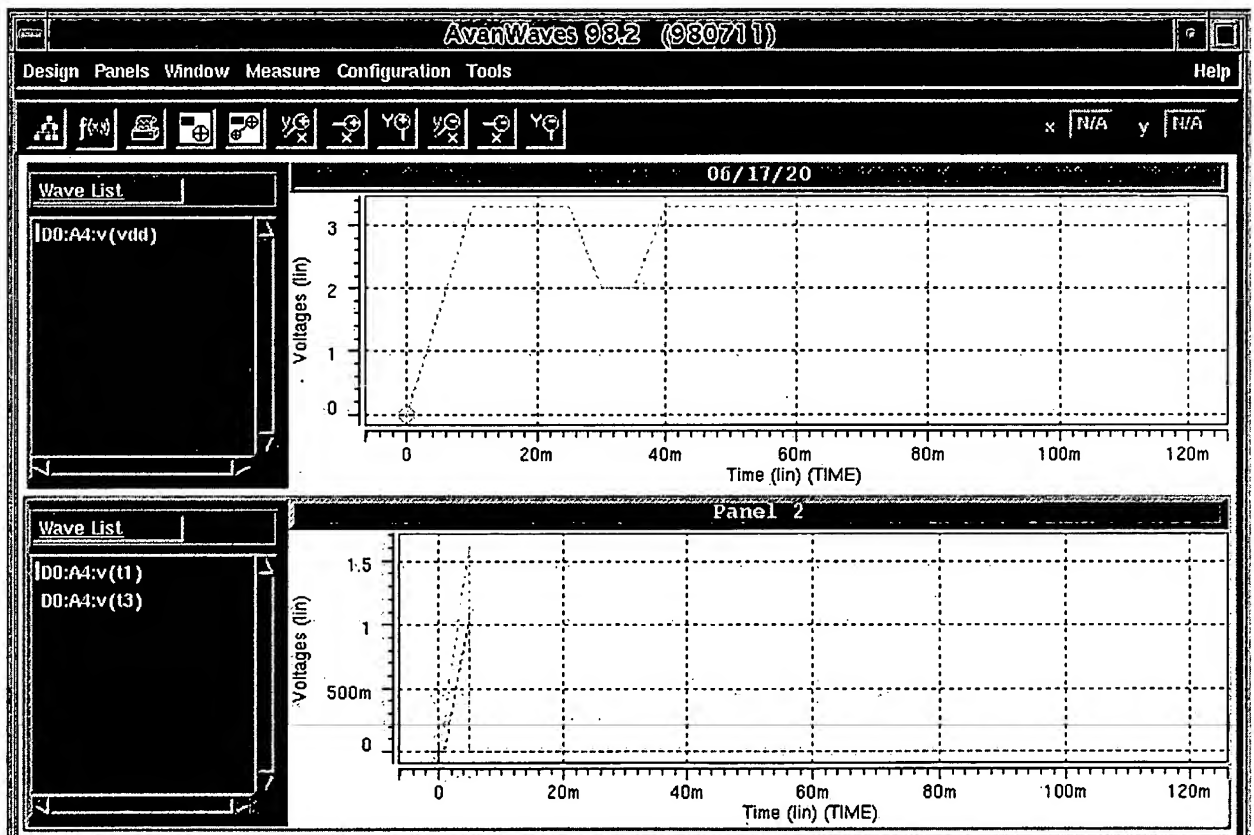 AvanWaves 98.2 (980711)
Design Panels Window Measure Configuration Tools Help
f(x,y) y x x Y y x x Y x N/A y N/A
Wave List
D0:A4:v(vdd)
06/17/20
Voltages (lin)
3
2
1
0
0 20m 40m 60m 80m 100m 120m
Time (lin) (TIME)
Wave List
D0:A4:v(t1)
D0:A4:v(t3)
Panel 2
Voltages (lin)
1.5
1
500m
0
0 20m 40m 60m 80m 100m 120m
Time (lin) (TIME)